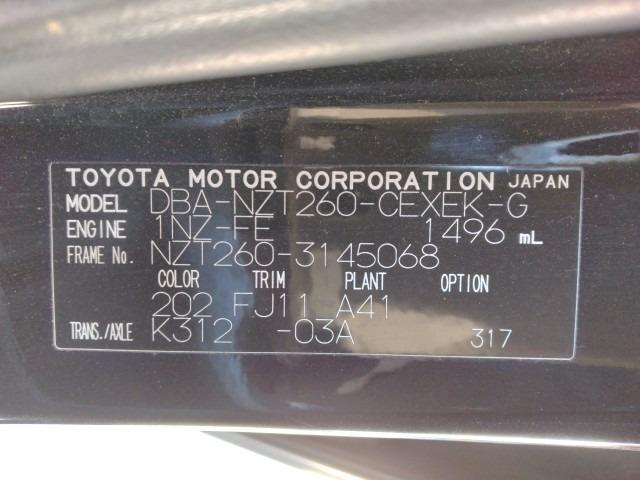 TOYOTA MOTOR CORPORATION JAPAN
MODEL DBA-NZT260-CEXEK-G
ENGINE 1NZ-FE 1496 mL
FRAME No. NZT260-3145068
COLOR TRIM PLANT OPTION
202 FJ11 A41
TRANS./AXLE K312 -03A 317